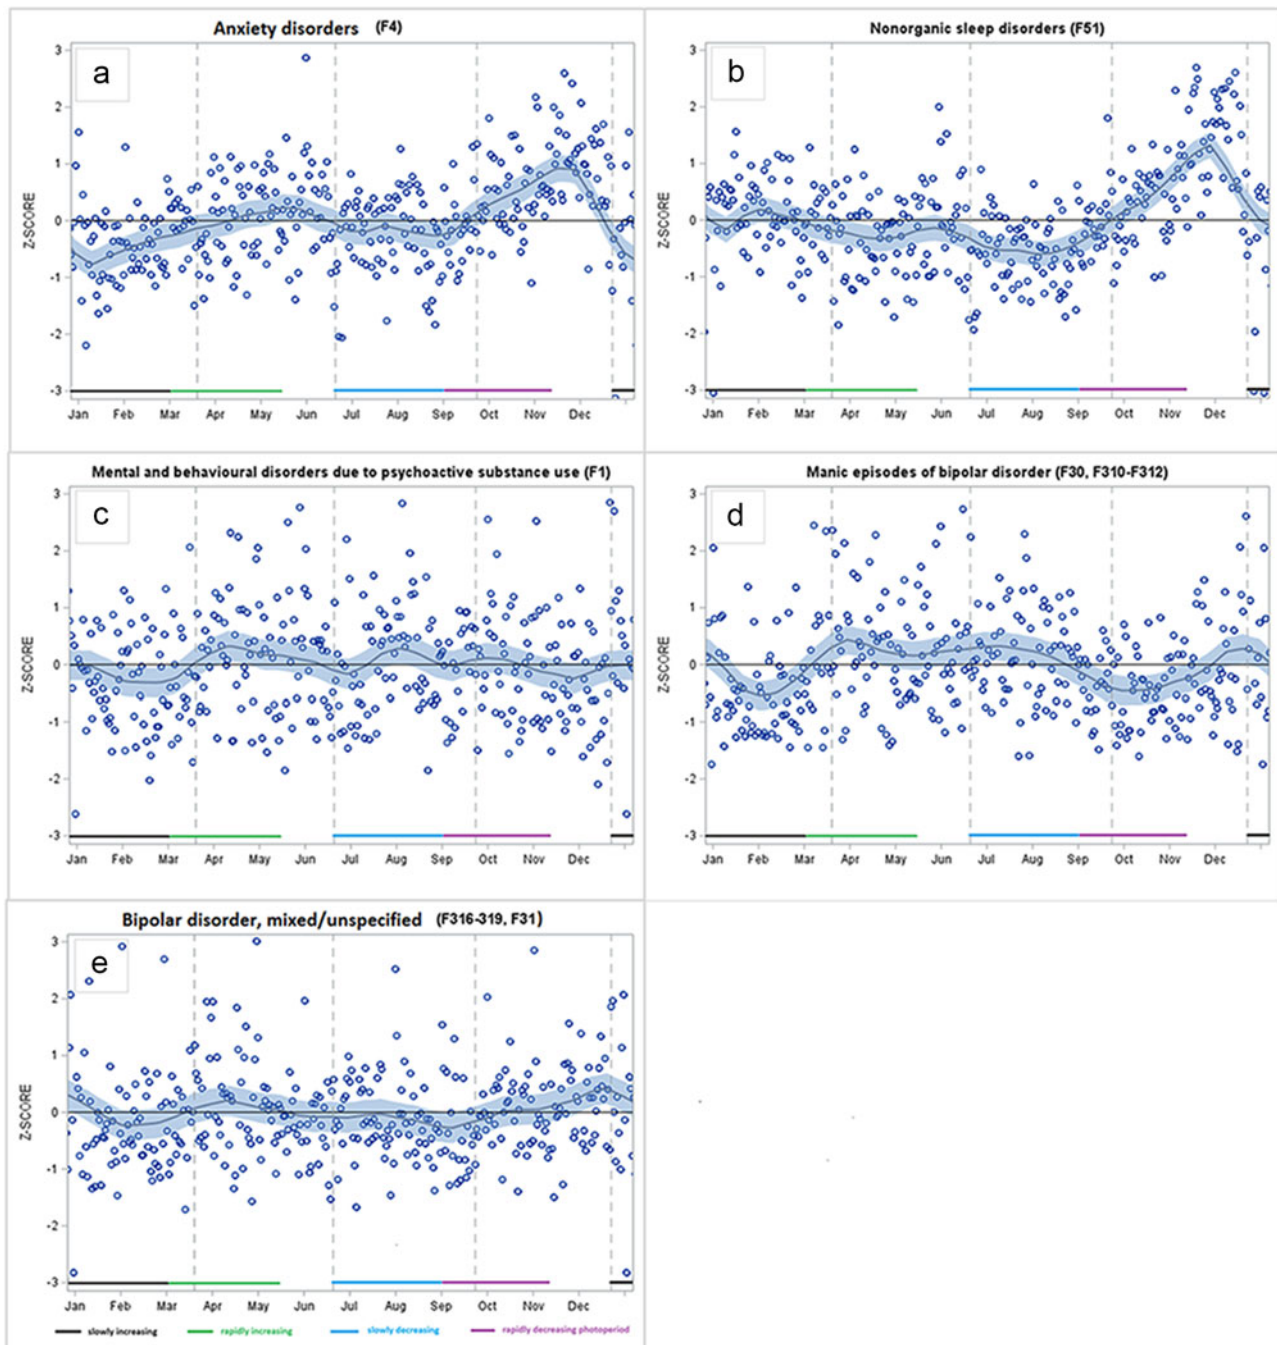 Anxiety disorders (F4)
a
Z-SCORE
3
2
1
0
-1
-2
-3
Jan Feb Mar Apr May Jun Jul Aug Sep Oct Nov Dec
Nonorganic sleep disorders (F51)
b
Z-SCORE
3
2
1
0
-1
-2
-3
Jan Feb Mar Apr May Jun Jul Aug Sep Oct Nov Dec
Mental and behavioural disorders due to psychoactive substance use (F1)
c
Z-SCORE
3
2
1
0
-1
-2
-3
Jan Feb Mar Apr May Jun Jul Aug Sep Oct Nov Dec
Manic episodes of bipolar disorder (F30, F310-F312)
d
Z-SCORE
3
2
1
0
-1
-2
-3
Jan Feb Mar Apr May Jun Jul Aug Sep Oct Nov Dec
Bipolar disorder, mixed/unspecified (F316-319, F31)
e
Z-SCORE
3
2
1
0
-1
-2
-3
Jan Feb Mar Apr May Jun Jul Aug Sep Oct Nov Dec
slowly increasing rapidly increasing slowly decreasing rapidly decreasing photoperiod